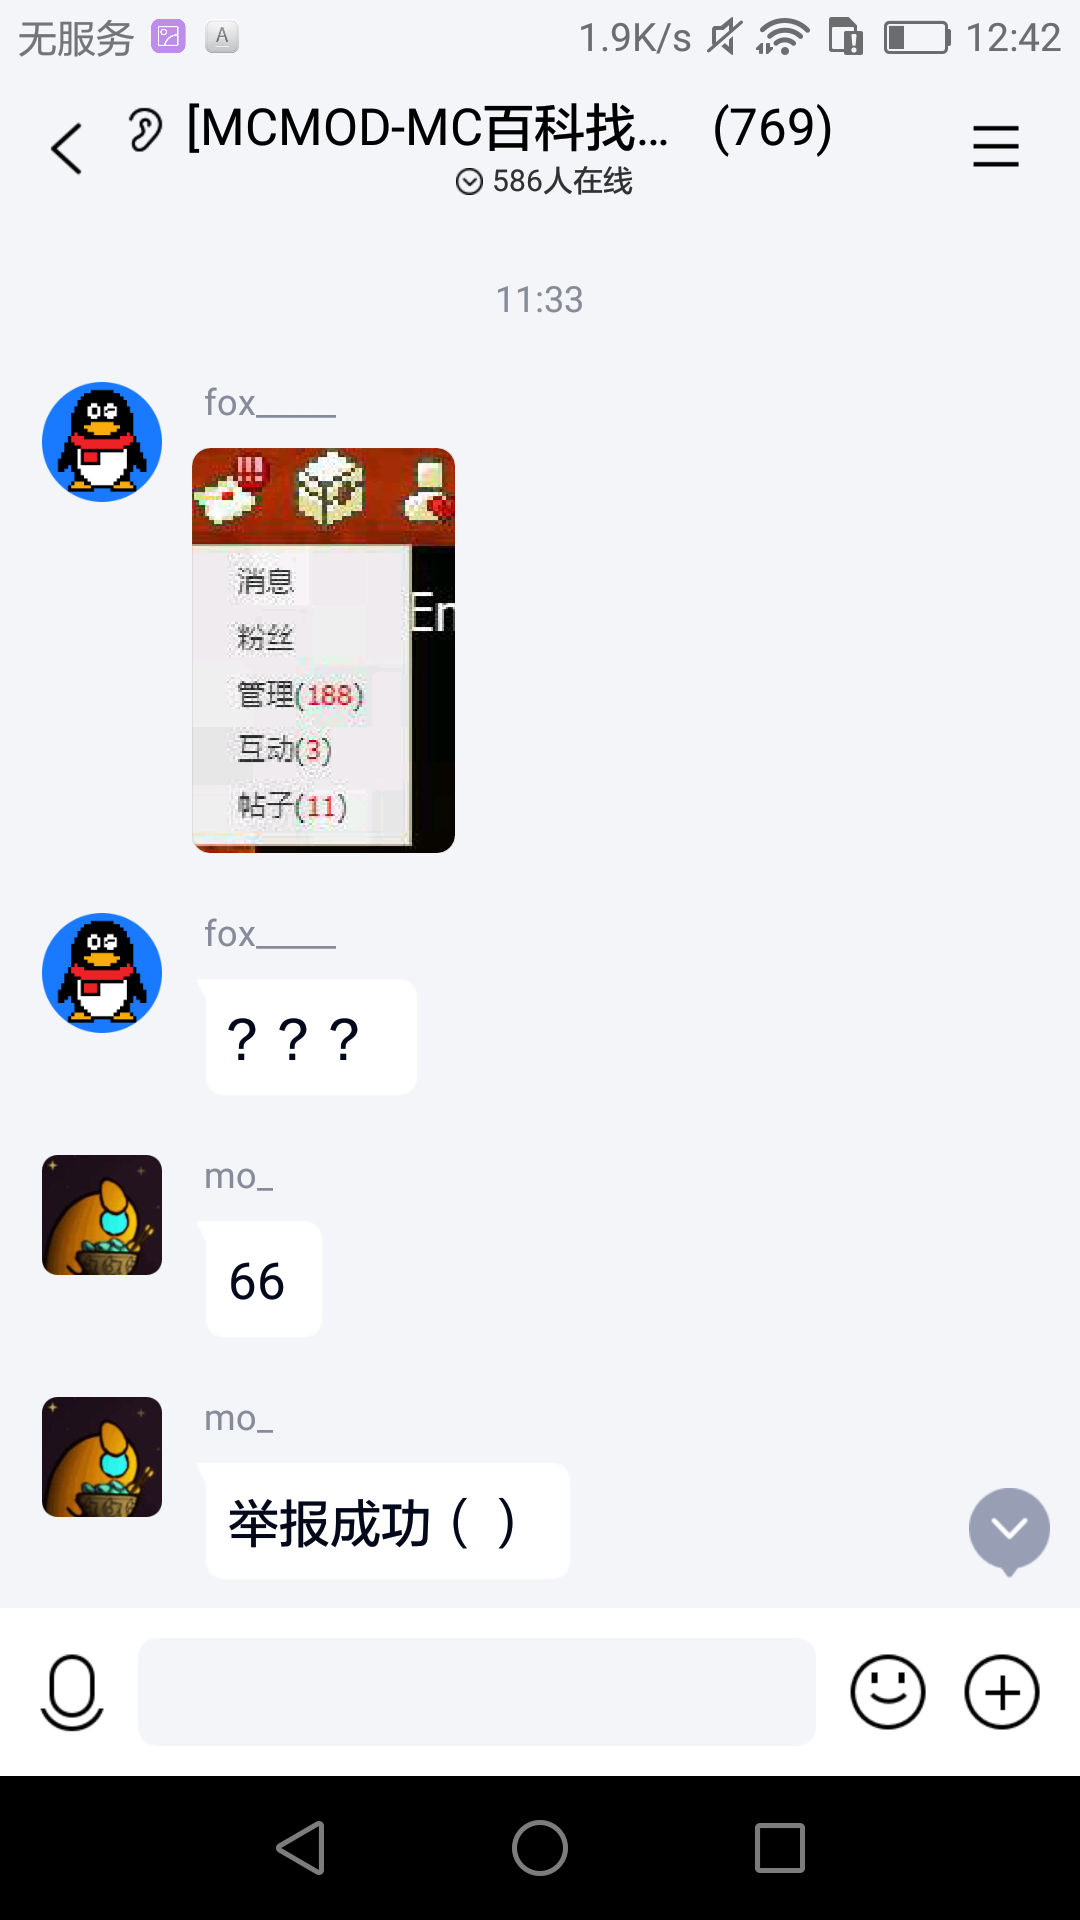 无服务 A 1.9K/s 12:42
[MCMOD-MC百科找... (769)
586人在线
11:33
fox_____
消息
粉丝
管理(188)
互动(3)
帖子(11)
En
fox_____
？？？
mo_
66
mo_
举报成功（ ）